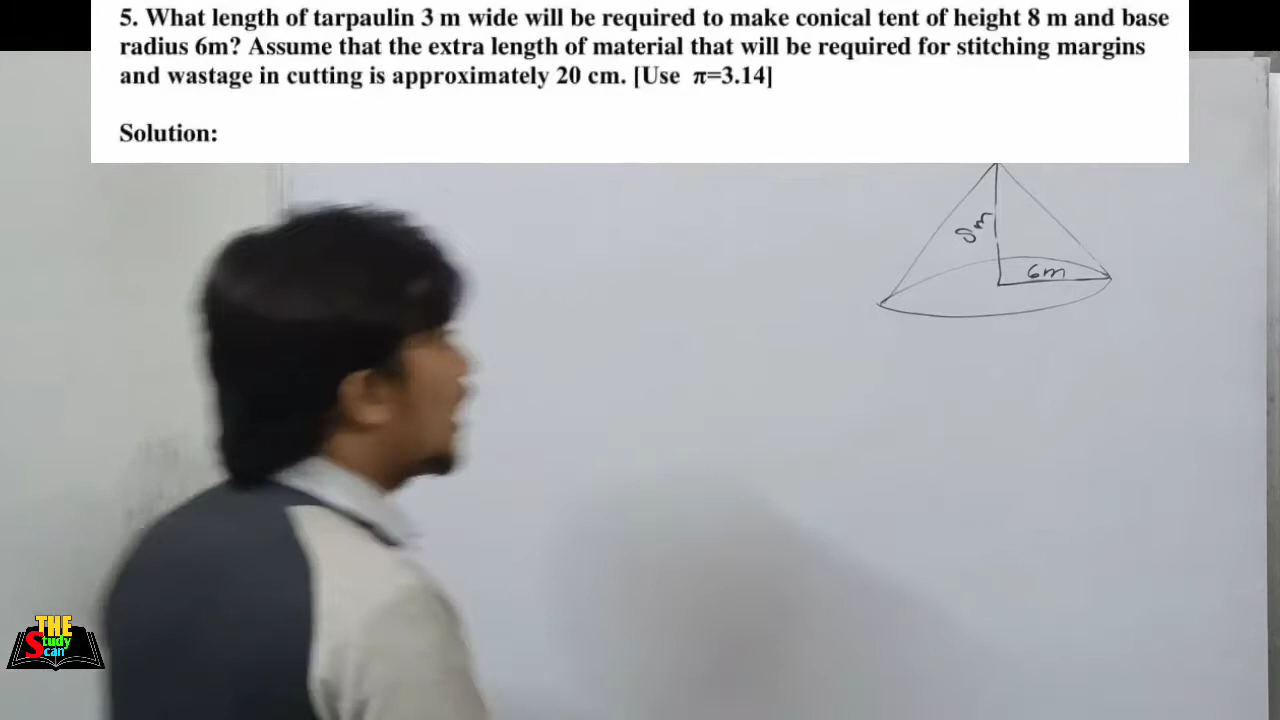 5. What length of tarpaulin 3 m wide will be required to make conical tent of height 8 m and base
radius 6m? Assume that the extra length of material that will be required for stitching margins
and wastage in cutting is approximately 20 cm. [Use π=3.14]
Solution:
8m
6m
THE
Study
Scan